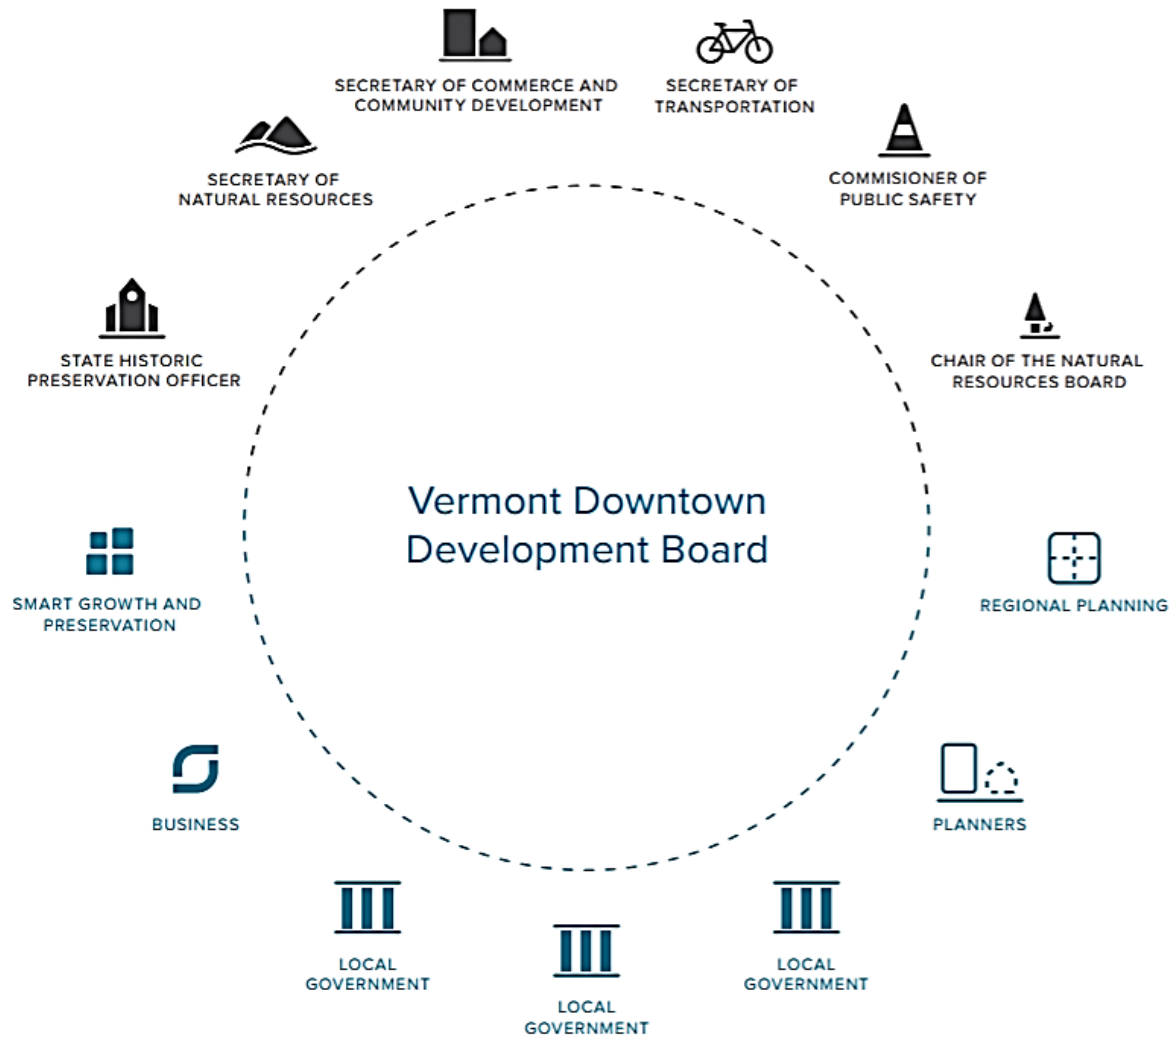 SECRETARY OF COMMERCE AND
COMMUNITY DEVELOPMENT
SECRETARY OF
TRANSPORTATION
SECRETARY OF
NATURAL RESOURCES
COMMISIONER OF
PUBLIC SAFETY
STATE HISTORIC
PRESERVATION OFFICER
CHAIR OF THE NATURAL
RESOURCES BOARD
Vermont Downtown
Development Board
SMART GROWTH AND
PRESERVATION
REGIONAL PLANNING
BUSINESS
PLANNERS
LOCAL
GOVERNMENT
LOCAL
GOVERNMENT
LOCAL
GOVERNMENT